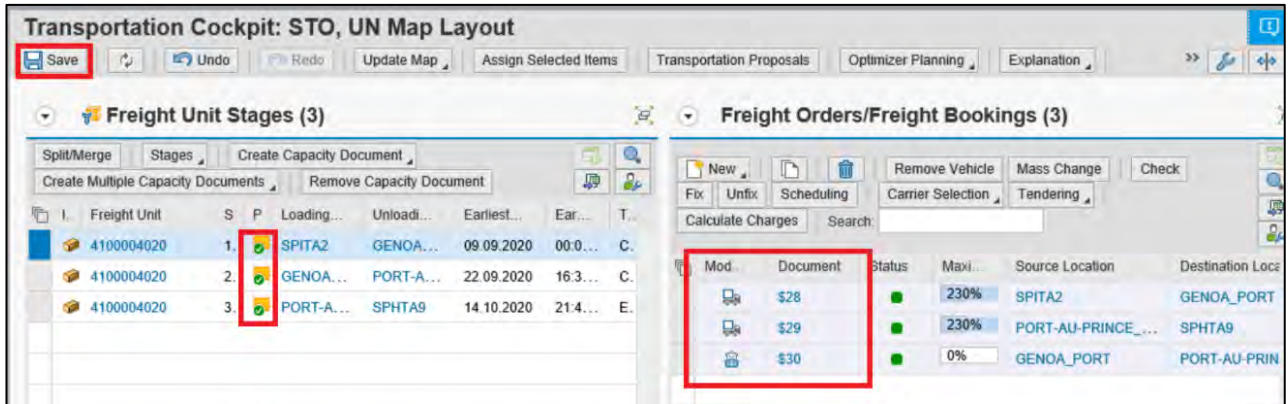 Transportation Cockpit: STO, UN Map Layout
Save Undo Redo Update Map Assign Selected Items Transportation Proposals Optimizer Planning Explanation >>
Freight Unit Stages (3)
Split/Merge Stages Create Capacity Document
Create Multiple Capacity Documents Remove Capacity Document
I.. Freight Unit S P Loading... Unloadi... Earliest... Ear... T..
4100004020 1. SPITA2 GENOA... 09.09.2020 00:0... C.
4100004020 2. GENOA... PORT-A... 22.09.2020 16:3... C.
4100004020 3. PORT-A... SPHTA9 14.10.2020 21:4... E.
Freight Orders/Freight Bookings (3)
New Remove Vehicle Mass Change Check
Fix Unfix Scheduling Carrier Selection Tendering
Calculate Charges Search:
Mod.. Document Status Maxi... Source Location Destination Loca
$28 230% SPITA2 GENOA_PORT
$29 230% PORT-AU-PRINCE_... SPHTA9
$30 0% GENOA_PORT PORT-AU-PRIN